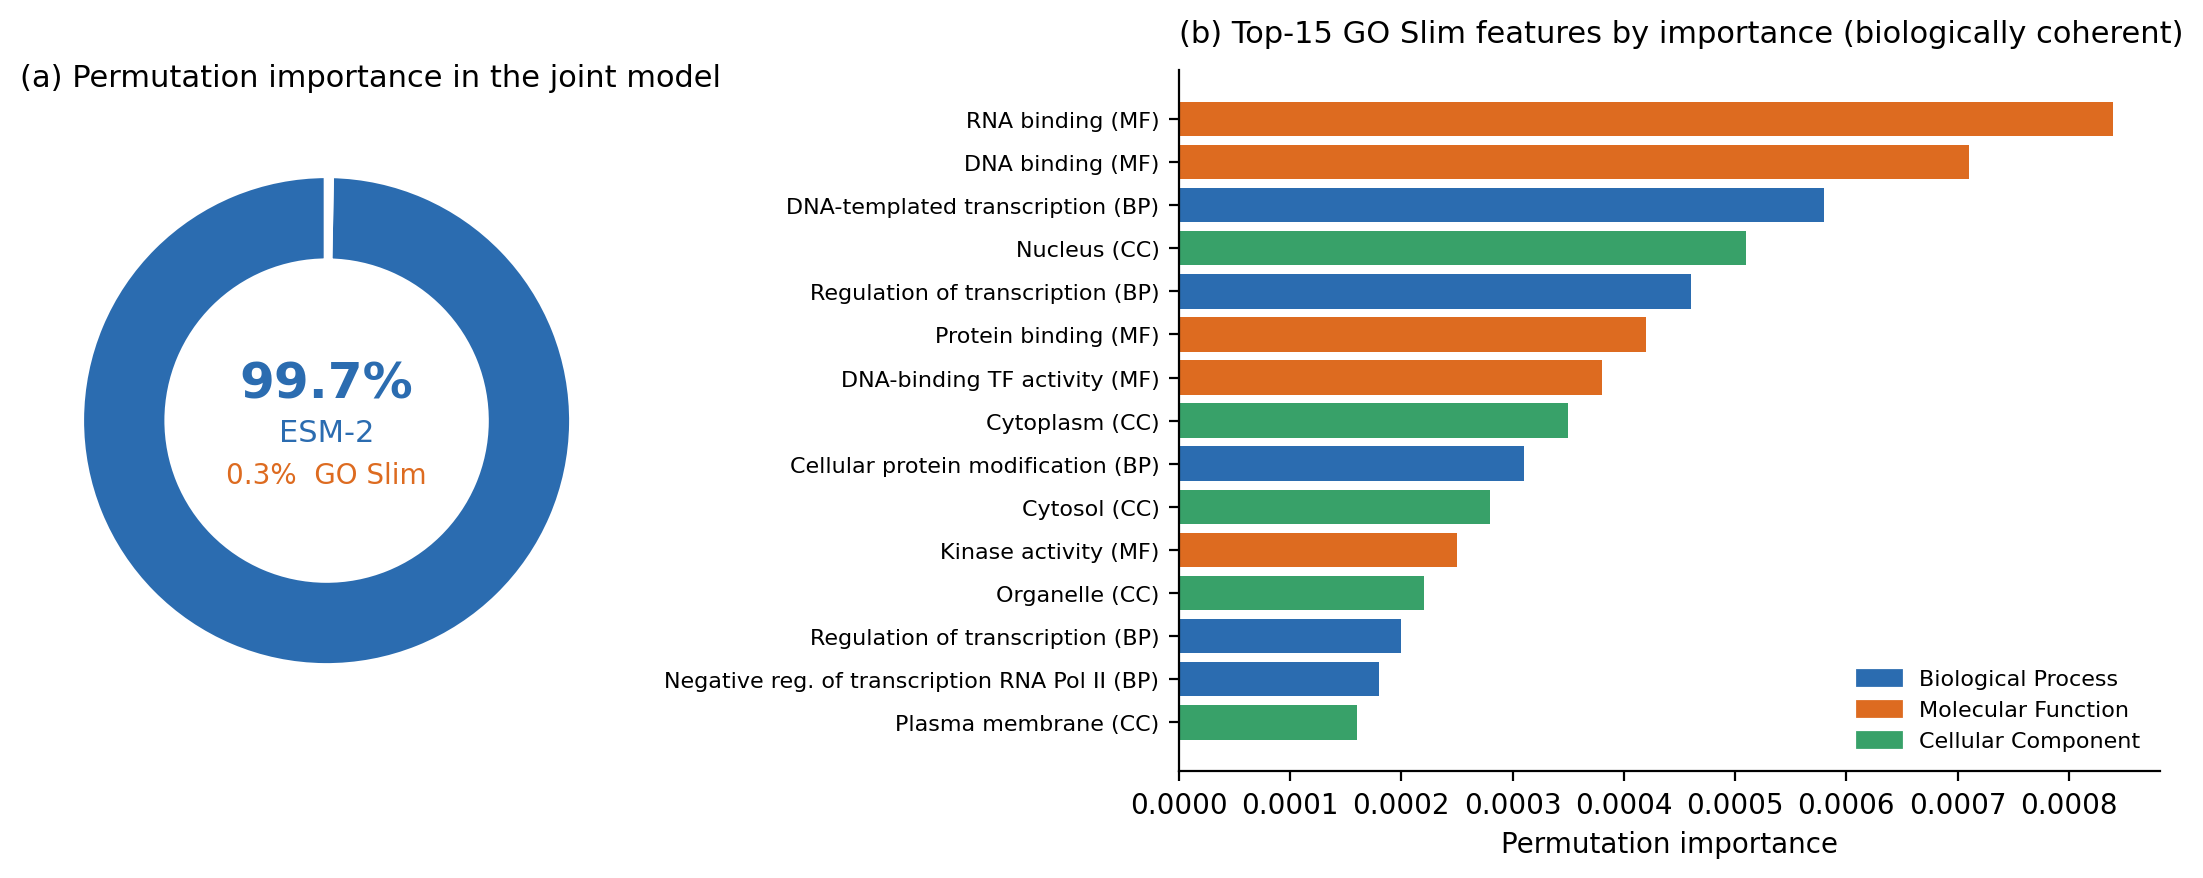 (a) Permutation importance in the joint model
99.7%
ESM-2
0.3% GO Slim
(b) Top-15 GO Slim features by importance (biologically coherent)
RNA binding (MF)
DNA binding (MF)
DNA-templated transcription (BP)
Nucleus (CC)
Regulation of transcription (BP)
Protein binding (MF)
DNA-binding TF activity (MF)
Cytoplasm (CC)
Cellular protein modification (BP)
Cytosol (CC)
Kinase activity (MF)
Organelle (CC)
Regulation of transcription (BP)
Negative reg. of transcription RNA Pol II (BP)
Plasma membrane (CC)
Biological Process
Molecular Function
Cellular Component
0.0000 0.0001 0.0002 0.0003 0.0004 0.0005 0.0006 0.0007 0.0008
Permutation importance